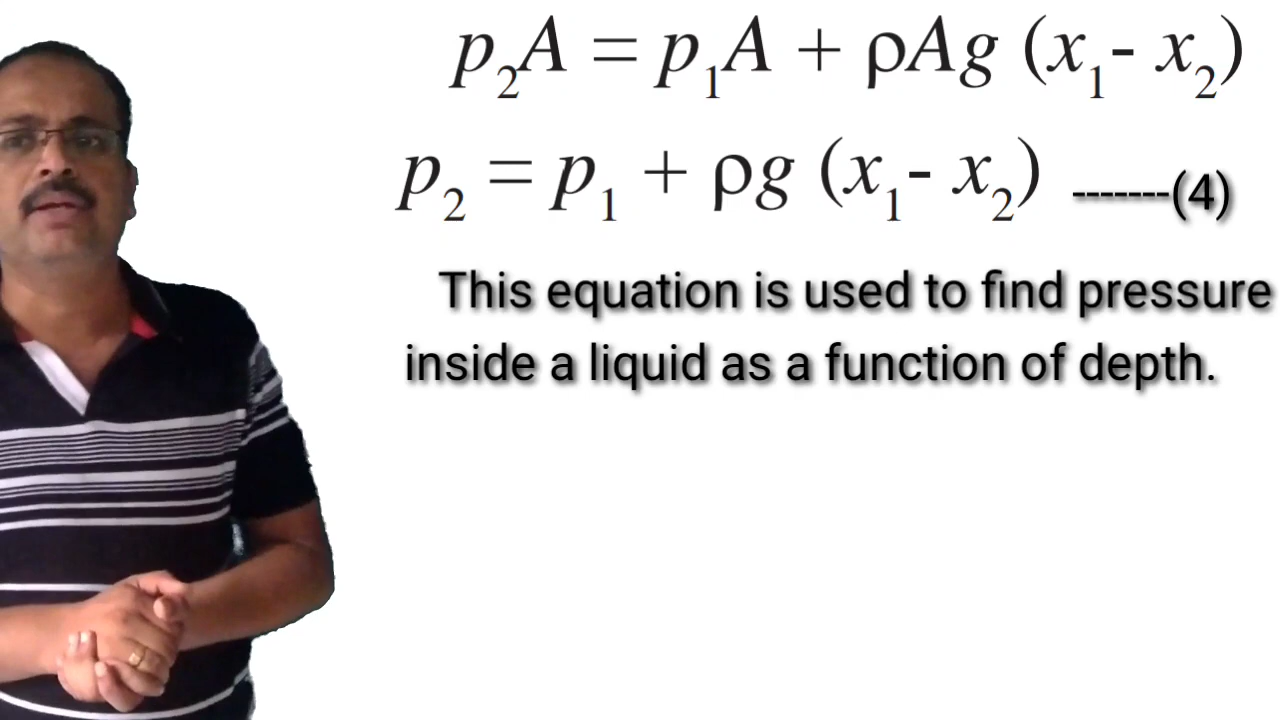 p₂A = p₁A + ρAg (x₁- x₂)
p₂ = p₁ + ρg (x₁- x₂) -------(4)
This equation is used to find pressure
inside a liquid as a function of depth.